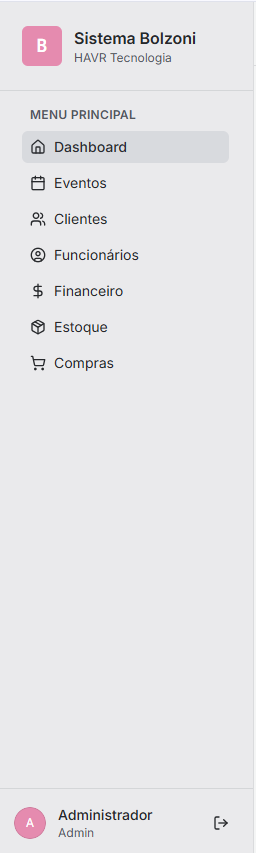 B
Sistema Bolzoni
HAVR Tecnologia
MENU PRINCIPAL
Dashboard
Eventos
Clientes
Funcionários
Financeiro
Estoque
Compras
A
Administrador
Admin